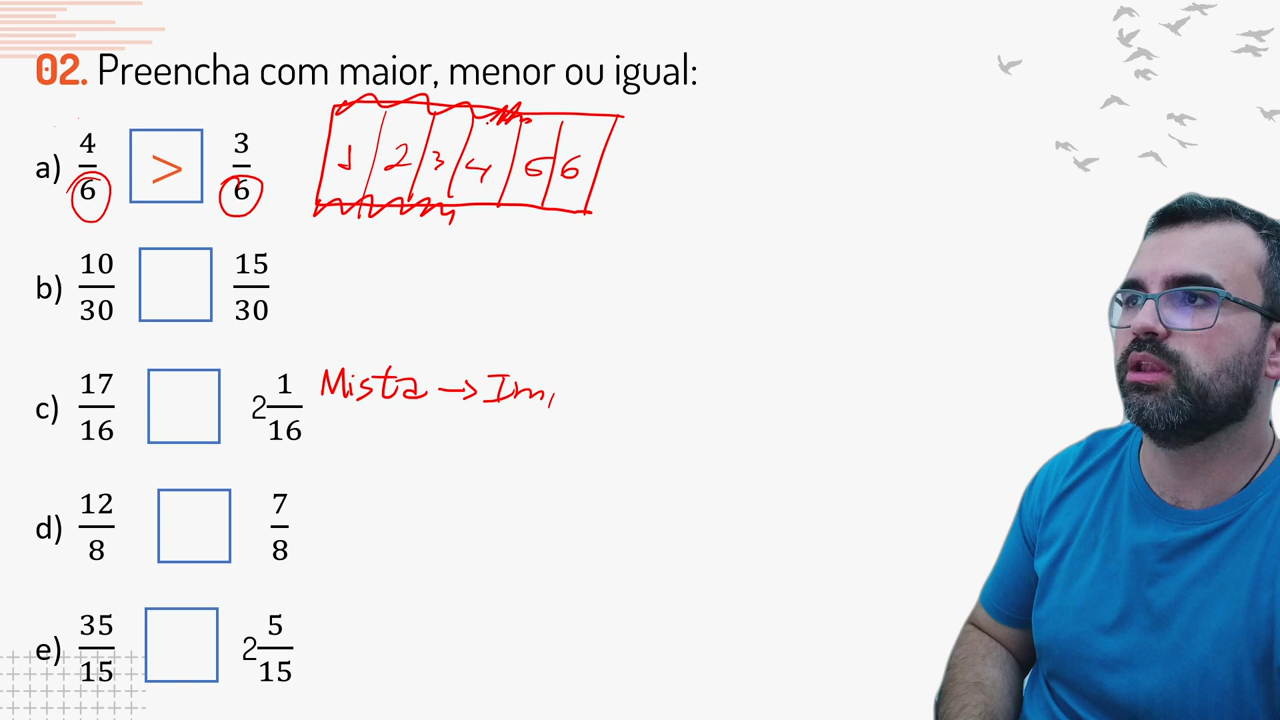 02. Preencha com maior, menor ou igual:
a) 4/6 > 3/6
1 2 3 4 5 6
b) 10/30 15/30
c) 17/16 2 1/16 Mista → Im
d) 12/8 7/8
e) 35/15 2 5/15